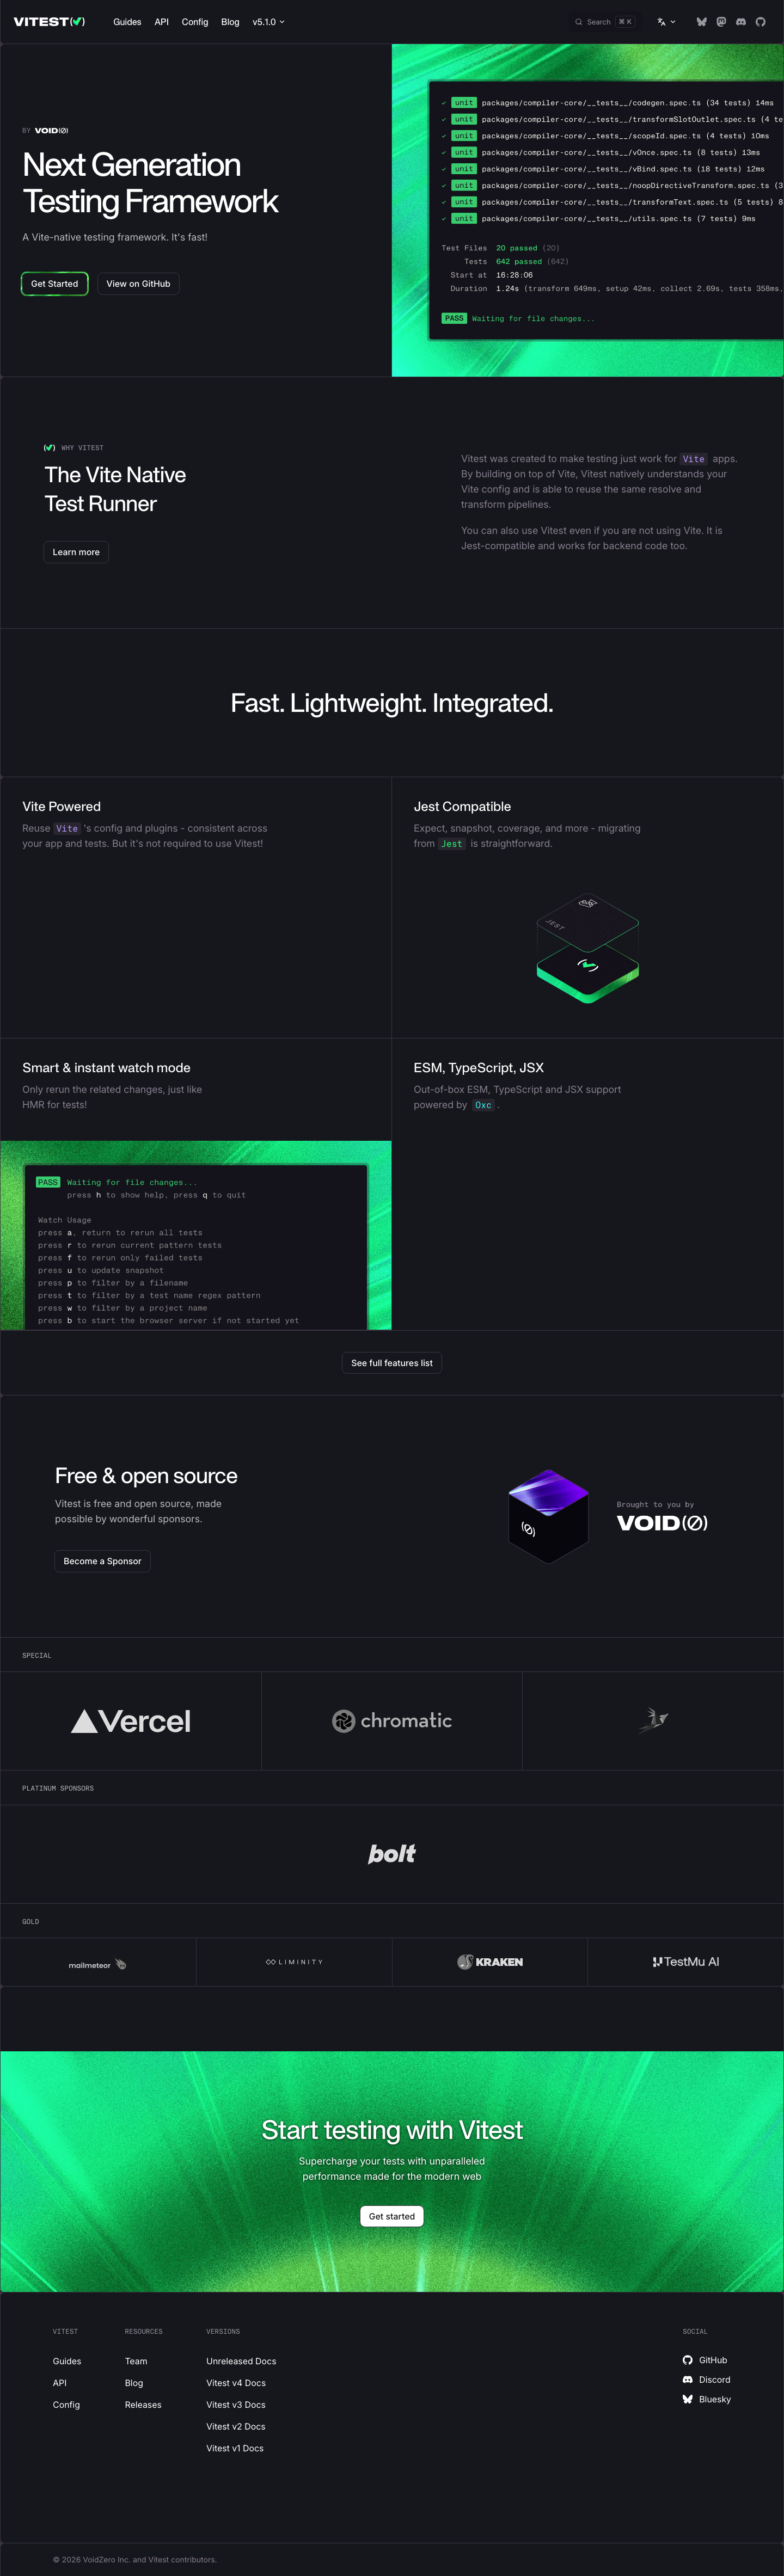 VITEST
Guides API Config Blog v5.1.0 Search ⌘ K
BY VOID(0)
Next Generation
Testing Framework
A Vite-native testing framework. It's fast!
Get Started View on GitHub
✓ unit packages/compiler-core/__tests__/codegen.spec.ts (34 tests) 14ms
✓ unit packages/compiler-core/__tests__/transformSlotOutlet.spec.ts (4 te
✓ unit packages/compiler-core/__tests__/scopeId.spec.ts (4 tests) 10ms
✓ unit packages/compiler-core/__tests__/vOnce.spec.ts (8 tests) 13ms
✓ unit packages/compiler-core/__tests__/vBind.spec.ts (18 tests) 12ms
✓ unit packages/compiler-core/__tests__/noopDirectiveTransform.spec.ts (3
✓ unit packages/compiler-core/__tests__/transformText.spec.ts (5 tests) 8
✓ unit packages/compiler-core/__tests__/utils.spec.ts (7 tests) 9ms
Test Files 20 passed (20)
Tests 642 passed (642)
Start at 16:28:06
Duration 1.24s (transform 649ms, setup 42ms, collect 2.69s, tests 358ms,
PASS Waiting for file changes...
WHY VITEST
The Vite Native
Test Runner
Learn more
Vitest was created to make testing just work for Vite apps.
By building on top of Vite, Vitest natively understands your
Vite config and is able to reuse the same resolve and
transform pipelines.
You can also use Vitest even if you are not using Vite. It is
Jest-compatible and works for backend code too.
Fast. Lightweight. Integrated.
Vite Powered
Reuse Vite 's config and plugins - consistent across
your app and tests. But it's not required to use Vitest!
Jest Compatible
Expect, snapshot, coverage, and more - migrating
from Jest is straightforward.
JEST
Smart & instant watch mode
Only rerun the related changes, just like
HMR for tests!
PASS Waiting for file changes...
press h to show help, press q to quit
Watch Usage
press a, return to rerun all tests
press r to rerun current pattern tests
press f to rerun only failed tests
press u to update snapshot
press p to filter by a filename
press t to filter by a test name regex pattern
press w to filter by a project name
press b to start the browser server if not started yet
ESM, TypeScript, JSX
Out-of-box ESM, TypeScript and JSX support
powered by Oxc .
See full features list
Free & open source
Vitest is free and open source, made
possible by wonderful sponsors.
Become a Sponsor
Brought to you by
VOID(0)
SPECIAL
Vercel
chromatic
PLATINUM SPONSORS
bolt
GOLD
mailmeteor
LIMINITY
KRAKEN
TestMu AI
Start testing with Vitest
Supercharge your tests with unparalleled
performance made for the modern web
Get started
VITEST
Guides
API
Config
RESOURCES
Team
Blog
Releases
VERSIONS
Unreleased Docs
Vitest v4 Docs
Vitest v3 Docs
Vitest v2 Docs
Vitest v1 Docs
SOCIAL
GitHub
Discord
Bluesky
© 2026 VoidZero Inc. and Vitest contributors.